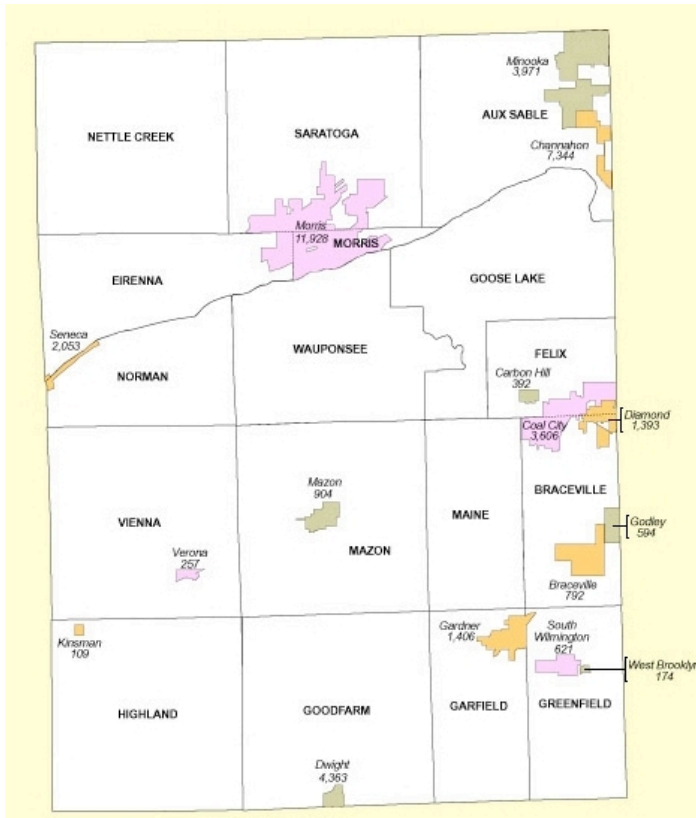 Minooka
3,971
AUX SABLE
NETTLE CREEK
SARATOGA
Channahon
7,344
Morris
11,928
MORRIS
EIRENNA
GOOSE LAKE
Seneca
2,053
WAUPONSEE
FELIX
NORMAN
Carbon Hill
392
Coal City
3,606
Diamond
1,393
Mazon
904
BRACEVILLE
VIENNA
MAINE
Godley
594
MAZON
Verona
257
Braceville
792
Kinsman
109
Gardner
1,406
South
Wilmington
621
West Brooklyn
174
HIGHLAND
GOODFARM
GARFIELD
GREENFIELD
Dwight
4,363